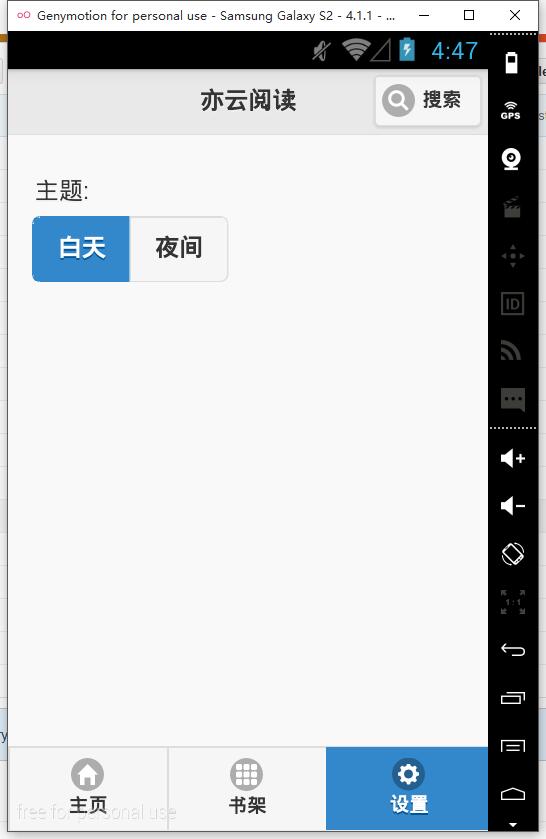 Genymotion for personal use - Samsung Galaxy S2 - 4.1.1 - ...
4:47
亦云阅读
搜索
GPS
主题:
白天 夜间
ID
1:1
主页 书架 设置
free for personal use